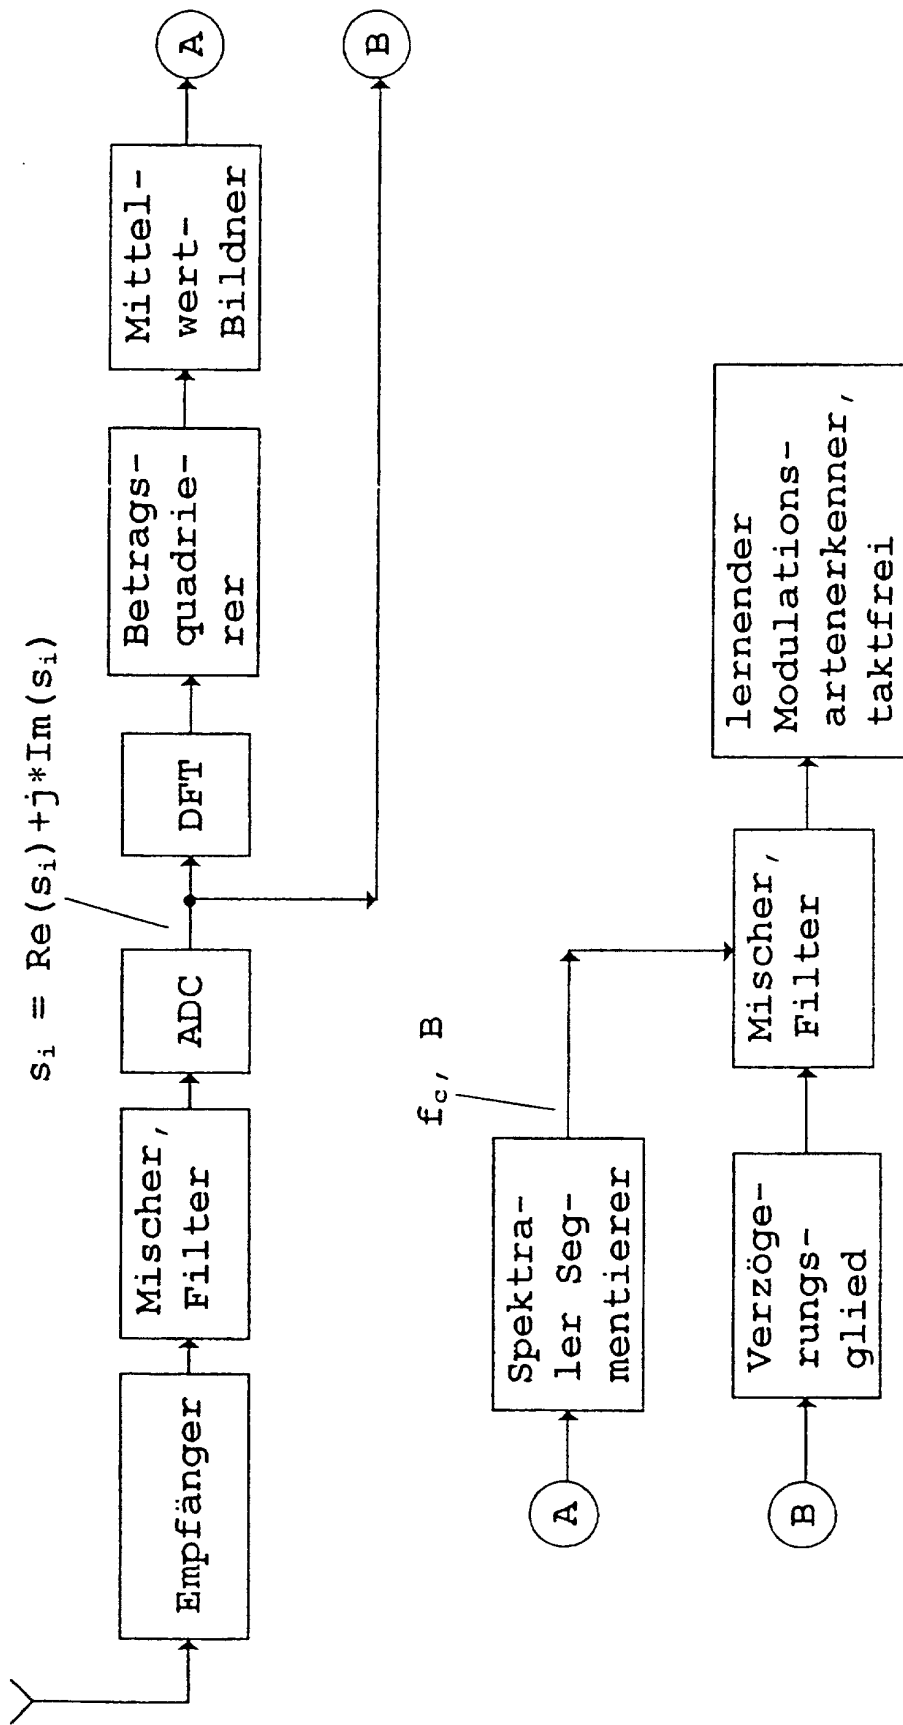 s_i = Re(s_i)+j*Im(s_i)
Empfänger
Mischer,
Filter
ADC
DFT
Betrags-
quadrie-
rer
Mittel-
wert-
Bildner
A
B
A
Spektra-
ler Seg-
mentierer
f_c, B
B
Verzöge-
rungs-
glied
Mischer,
Filter
lernender
Modulations-
artenerkenner,
taktfrei